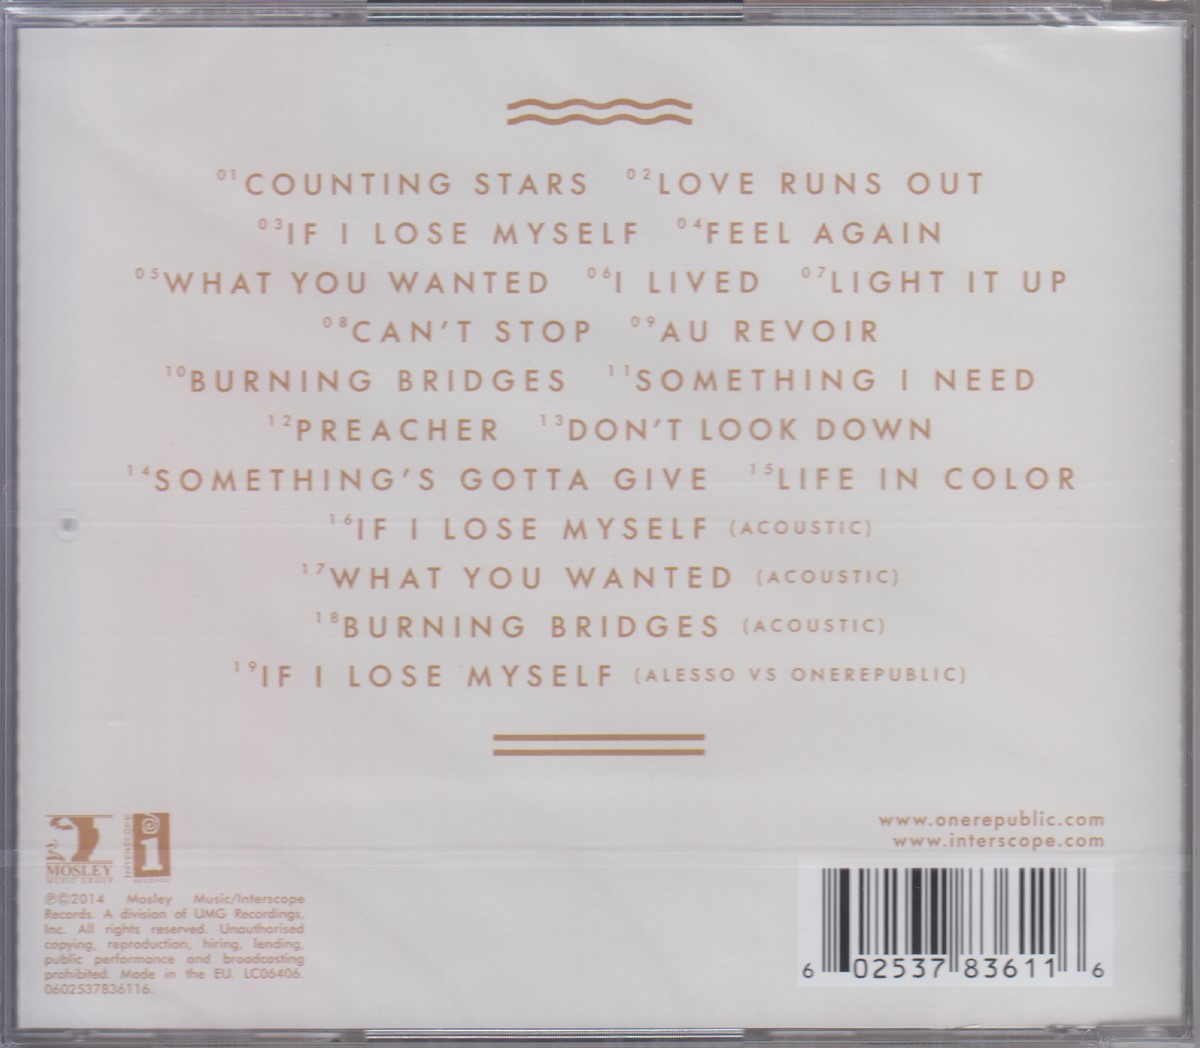 01 COUNTING STARS 02 LOVE RUNS OUT
03 IF I LOSE MYSELF 04 FEEL AGAIN
05 WHAT YOU WANTED 06 I LIVED 07 LIGHT IT UP
08 CAN'T STOP 09 AU REVOIR
10 BURNING BRIDGES 11 SOMETHING I NEED
12 PREACHER 13 DON'T LOOK DOWN
14 SOMETHING'S GOTTA GIVE 15 LIFE IN COLOR
16 IF I LOSE MYSELF (ACOUSTIC)
17 WHAT YOU WANTED (ACOUSTIC)
18 BURNING BRIDGES (ACOUSTIC)
19 IF I LOSE MYSELF (ALESSO VS ONEREPUBLIC)
MOSLEY
MUSIC GROUP
INTERSCOPE
i
RECORDS
www.onerepublic.com
www.interscope.com
℗©2014 Mosley Music/Interscope
Records. A division of UMG Recordings,
Inc. All rights reserved. Unauthorised
copying, reproduction, hiring, lending,
public performance and broadcasting
prohibited. Made in the EU. LC06406.
0602537836116.
6 02537 83611 6